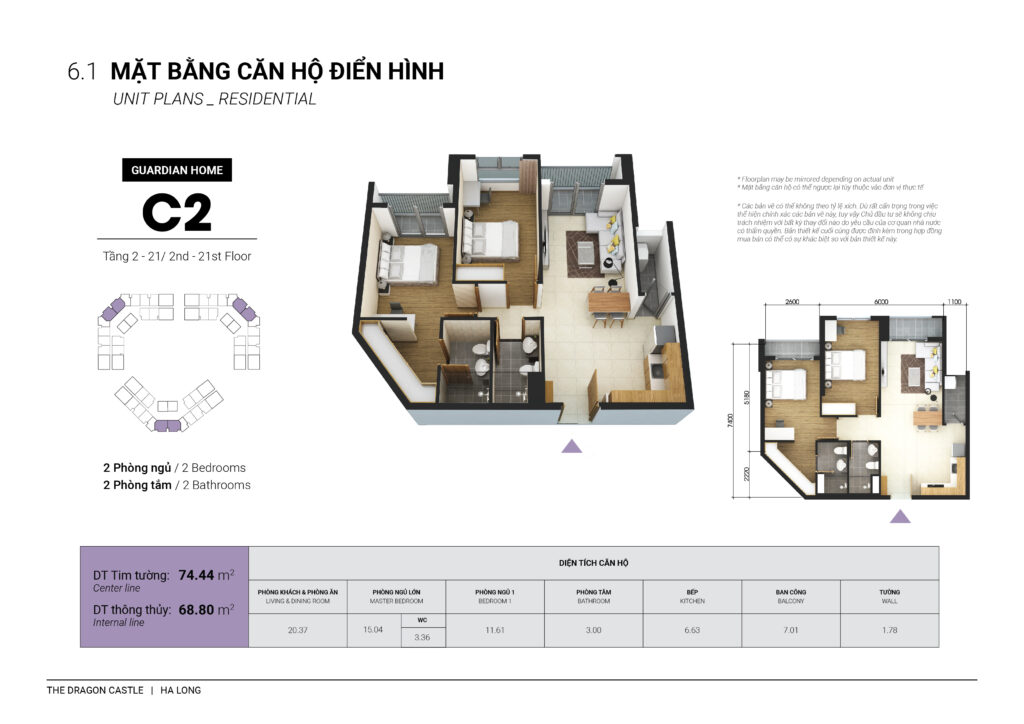 6.1 MẶT BẰNG CĂN HỘ ĐIỂN HÌNH
UNIT PLANS _ RESIDENTIAL
GUARDIAN HOME
C2
Tầng 2 - 21/ 2nd - 21st Floor
2 Phòng ngủ / 2 Bedrooms
2 Phòng tắm / 2 Bathrooms
* Floorplan may be mirrored depending on actual unit
* Mặt bằng căn hộ có thể ngược lại tùy thuộc vào đơn vị thực tế
* Các bản vẽ có thể không theo tỷ lệ xích. Dù rất cẩn trọng trong việc
thể hiện chính xác các bản vẽ này, tuy vậy Chủ đầu tư sẽ không chịu
trách nhiệm với bất kỳ thay đổi nào do yêu cầu của cơ quan nhà nước
có thẩm quyền. Bản thiết kế cuối cùng được đính kèm trong hợp đồng
mua bán có thể có sự khác biệt so với bản thiết kế này.
2600 6000 1100
7400
5180
2220
DT Tim tường: 74.44 m²
Center line
DT thông thủy: 68.80 m²
Internal line
DIỆN TÍCH CĂN HỘ
PHÒNG KHÁCH & PHÒNG ĂN
LIVING & DINING ROOM
PHÒNG NGỦ LỚN
MASTER BEDROOM
PHÒNG NGỦ 1
BEDROOM 1
PHÒNG TẮM
BATHROOM
BẾP
KITCHEN
BAN CÔNG
BALCONY
TƯỜNG
WALL
20.37
15.04
WC
3.36
11.61
3.00
6.63
7.01
1.78
THE DRAGON CASTLE | HA LONG